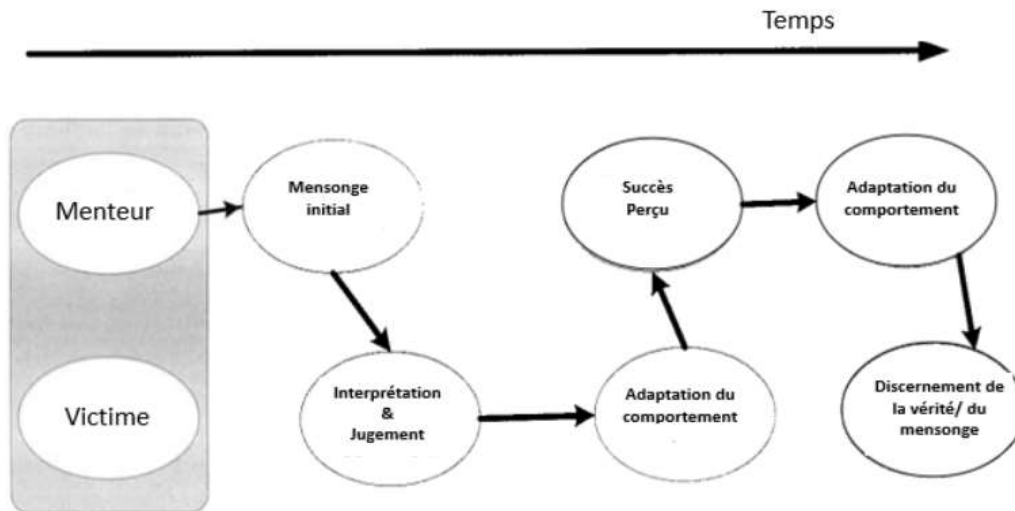 Temps
Menteur
Mensonge
initial
Succès
Perçu
Adaptation du
comportement
Victime
Interprétation
&
Jugement
Adaptation du
comportement
Discernement de
la vérité/ du
mensonge